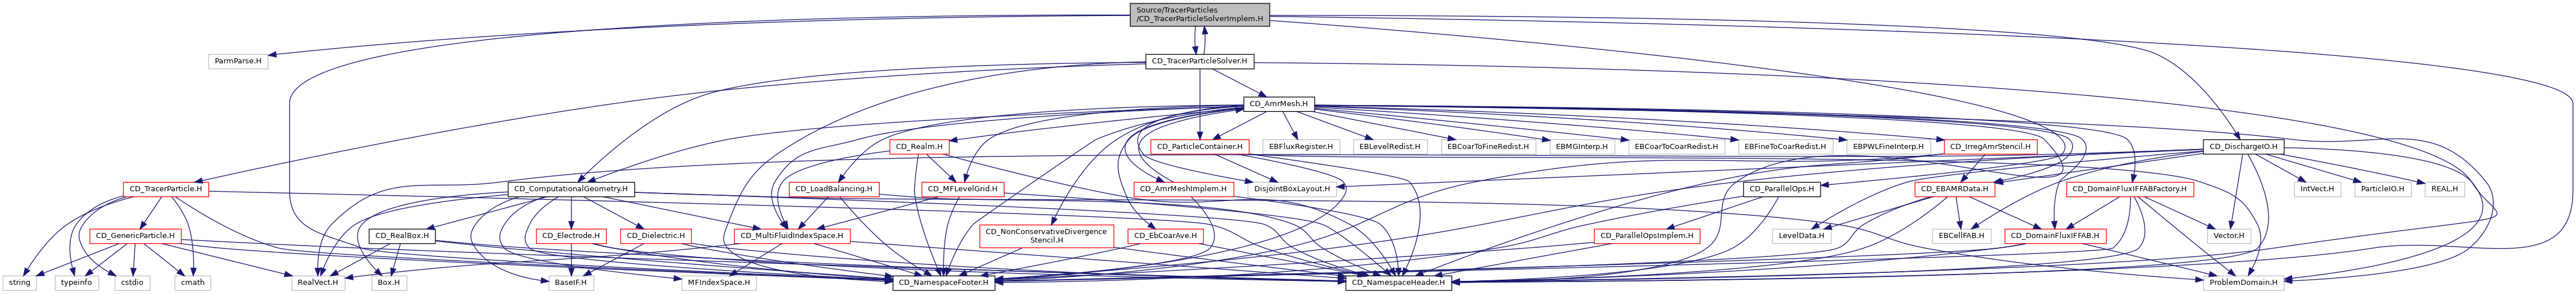 Source/TracerParticles
/CD_TracerParticleSolverImplem.H
ParmParse.H
CD_TracerParticleSolver.H
CD_AmrMesh.H
CD_Realm.H
CD_ParticleContainer.H
EBFluxRegister.H
EBLevelRedist.H
EBCoarToFineRedist.H
EBMGInterp.H
EBCoarToCoarRedist.H
EBFineToCoarRedist.H
EBPWLFineInterp.H
CD_IrregAmrStencil.H
CD_DischargeIO.H
CD_TracerParticle.H
CD_ComputationalGeometry.H
CD_LoadBalancing.H
CD_MFLevelGrid.H
CD_AmrMeshImplem.H
DisjointBoxLayout.H
CD_ParallelOps.H
CD_EBAMRData.H
CD_DomainFluxIFFABFactory.H
IntVect.H
ParticleIO.H
REAL.H
CD_GenericParticle.H
CD_RealBox.H
CD_Electrode.H
CD_Dielectric.H
CD_MultiFluidIndexSpace.H
CD_NonConservativeDivergence
Stencil.H
CD_EbCoarAve.H
CD_ParallelOpsImplem.H
LevelData.H
EBCellFAB.H
CD_DomainFluxIFFAB.H
Vector.H
string
typeinfo
cstdio
cmath
RealVect.H
Box.H
BaseIF.H
MFIndexSpace.H
CD_NamespaceFooter.H
CD_NamespaceHeader.H
ProblemDomain.H